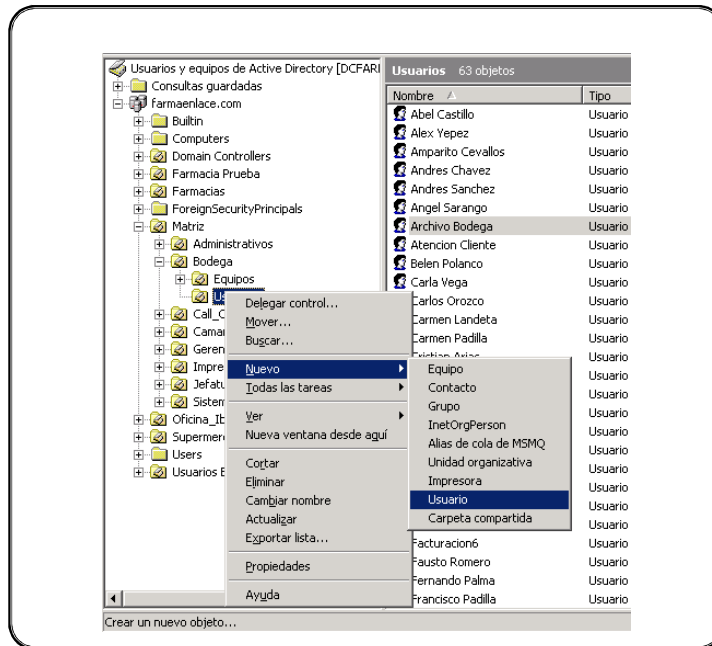 Usuarios y equipos de Active Directory [DCFARI
Consultas guardadas
farmaenlace.com
Builtin
Computers
Domain Controllers
Farmacia Prueba
Farmacias
ForeignSecurityPrincipals
Matriz
Administrativos
Bodega
Equipos
Call_C
Camar
Geren
Impre
Jefatu
Sistem
Oficina_Ib
Supermer
Users
Usuarios E
Usuarios 63 objetos
Nombre Tipo
Abel Castillo Usuario
Alex Yepez Usuario
Amparito Cevallos Usuario
Andres Chavez Usuario
Andres Sanchez Usuario
Angel Sarango Usuario
Archivo Bodega Usuario
Atencion Cliente Usuario
Belen Polanco Usuario
Carla Vega Usuario
Carlos Orozco Usuario
Carmen Landeta Usuario
Carmen Padilla Usuario
Cristian Arias Usuario
Usuario
Usuario
Usuario
Usuario
Usuario
Usuario
Usuario
Usuario
Usuario
Facturacion6 Usuario
Fausto Romero Usuario
Fernando Palma Usuario
Francisco Padilla Usuario
Delegar control...
Mover...
Buscar...
Nuevo
Todas las tareas
Ver
Nueva ventana desde aquí
Cortar
Eliminar
Cambiar nombre
Actualizar
Exportar lista...
Propiedades
Ayuda
Equipo
Contacto
Grupo
InetOrgPerson
Alias de cola de MSMQ
Unidad organizativa
Impresora
Usuario
Carpeta compartida
Crear un nuevo objeto...